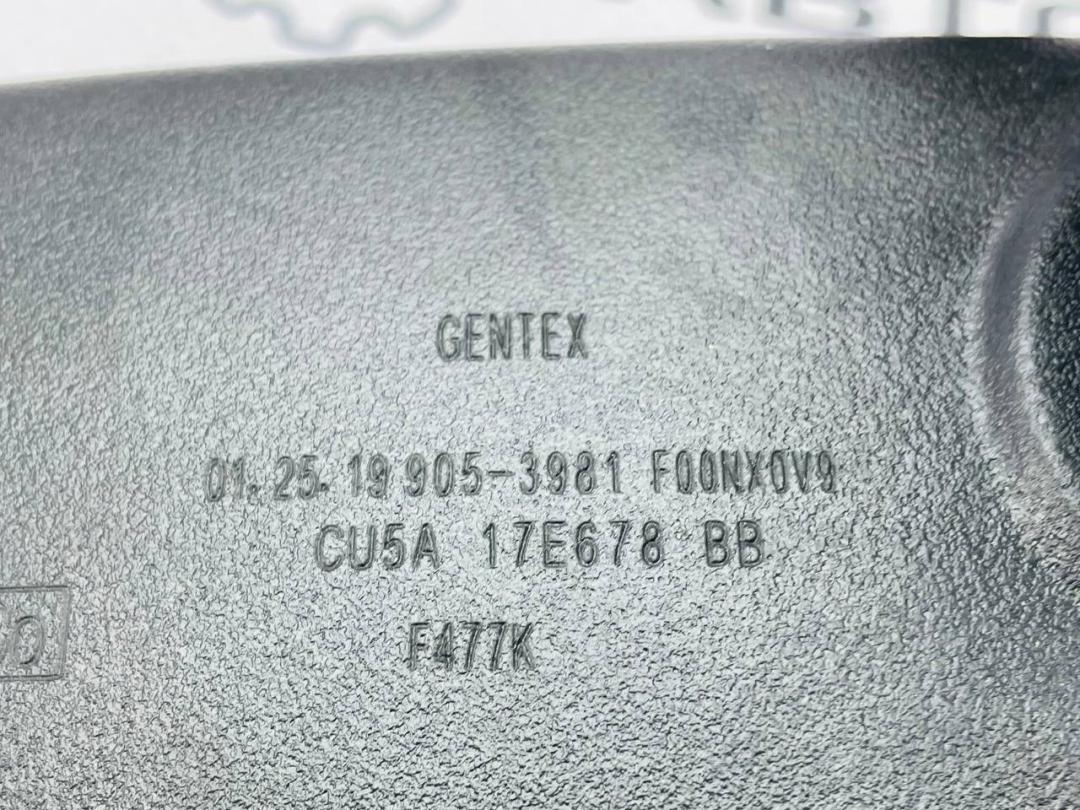 GENTEX
01.25.19 905-3981 F00NX0V9
CU5A 17E678 BB
F477K